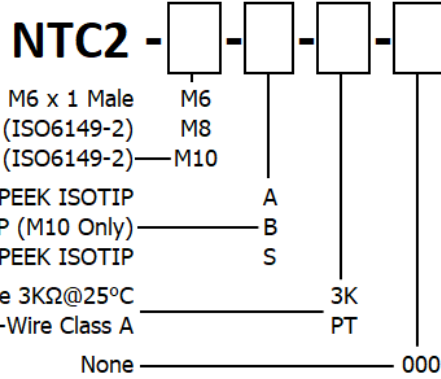 NTC2 - - - -
M6 x 1 Male M6
(ISO6149-2) M8
(ISO6149-2) M10
PEEK ISOTIP A
P (M10 Only) B
PEEK ISOTIP S
e 3KΩ@25ºC 3K
-Wire Class A PT
None 000